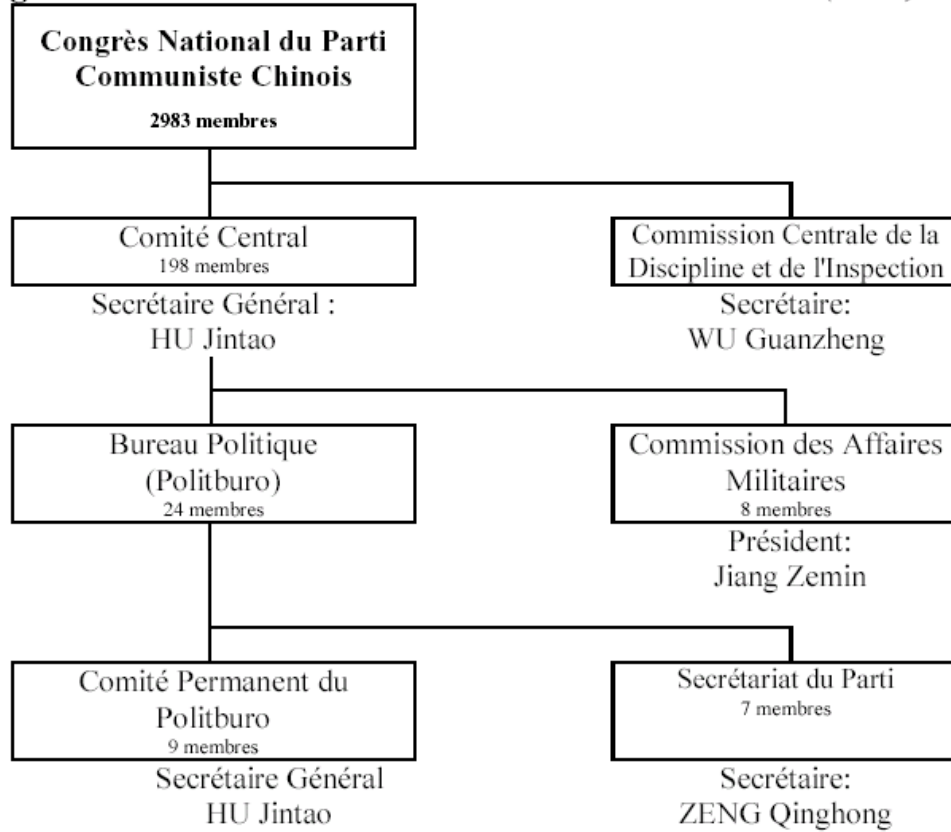 Congrès National du Parti
Communiste Chinois
2983 membres
Comité Central
198 membres
Secrétaire Général :
HU Jintao
Commission Centrale de la
Discipline et de l'Inspection
Secrétaire:
WU Guanzheng
Bureau Politique
(Politburo)
24 membres
Commission des Affaires
Militaires
8 membres
Président:
Jiang Zemin
Comité Permanent du
Politburo
9 membres
Secrétaire Général
HU Jintao
Secrétariat du Parti
7 membres
Secrétaire:
ZENG Qinghong